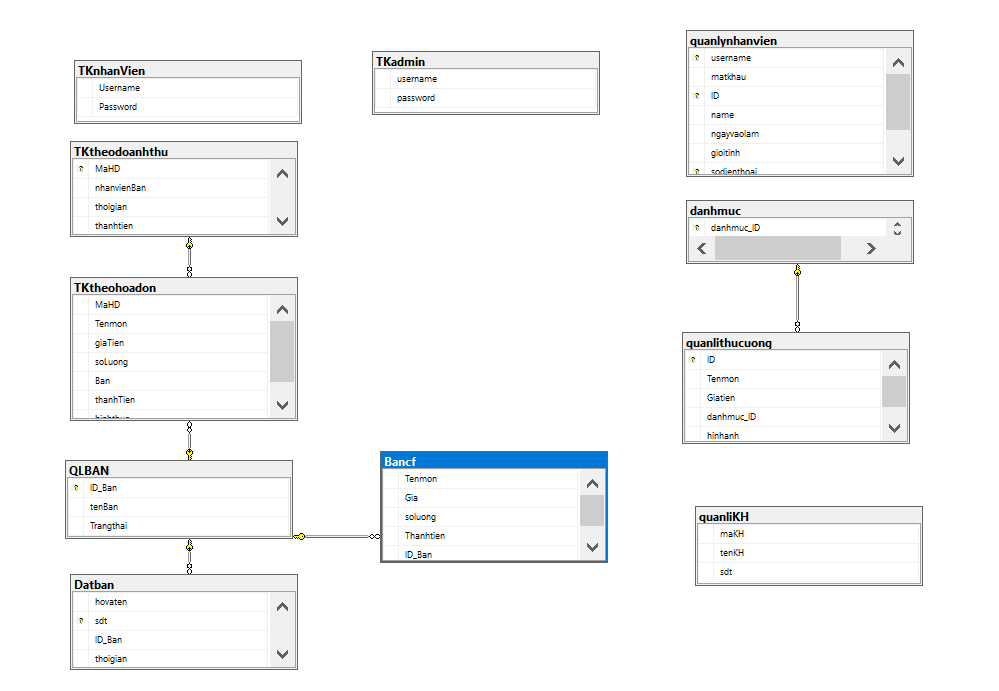 TKnhanVien
Username
Password
TKadmin
username
password
quanlynhanvien
username
matkhau
ID
name
ngayvaolam
gioitinh
sodienthoai
TKtheodoanhthu
MaHD
nhanvienBan
thoigian
thanhtien
danhmuc
danhmuc_ID
TKtheohoadon
MaHD
Tenmon
giaTien
soLuong
Ban
thanhTien
hinhthuc
quanlithucuong
ID
Tenmon
Giatien
danhmuc_ID
hinhanh
QLBAN
ID_Ban
tenBan
Trangthai
Bancf
Tenmon
Gia
soluong
Thanhtien
ID_Ban
quanliKH
maKH
tenKH
sdt
Datban
hovaten
sdt
ID_Ban
thoigian